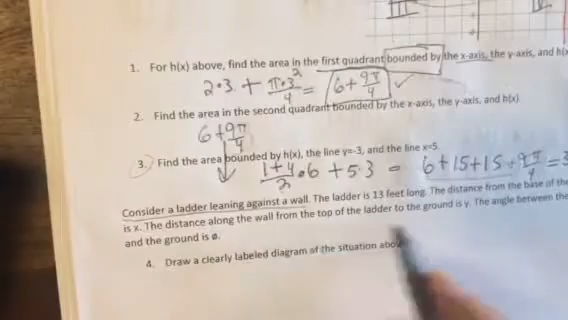 III
IV
1. For h(x) above, find the area in the first quadrant bounded by the x-axis, the y-axis, and h(x
2·3 + π·3²/4 = 6 + 9π/4
2. Find the area in the second quadrant bounded by the x-axis, the y-axis, and h(x)
6 + 9π/4
3. Find the area bounded by h(x), the line y=-3, and the line x=5.
1+4/2 · 6 + 5·3 = 6+15+15+9π/4 = 3
Consider a ladder leaning against a wall. The ladder is 13 feet long. The distance from the base of the
is x. The distance along the wall from the top of the ladder to the ground is y. The angle between the
and the ground is ø.
4. Draw a clearly labeled diagram of the situation above